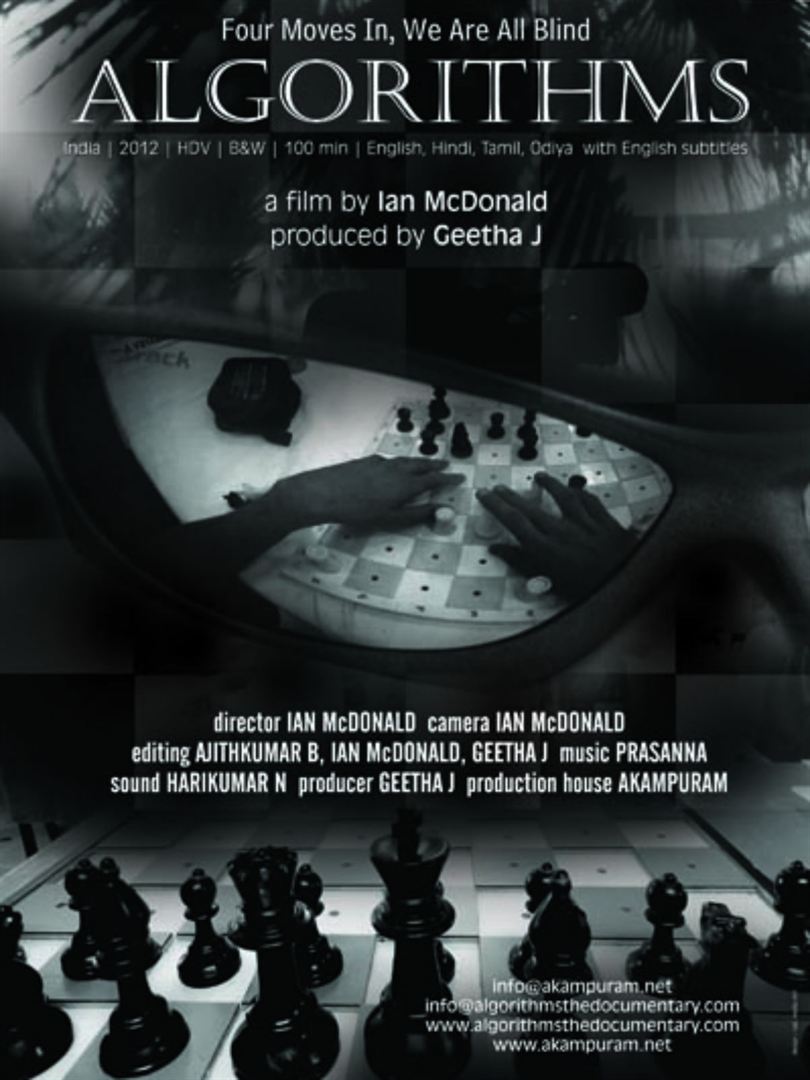 Four Moves In, We Are All Blind
ALGORITHMS
India | 2012 | HDV | B&W | 100 min | English, Hindi, Tamil, Odiya with English subtitles
a film by Ian McDonald
produced by Geetha J
director IAN McDONALD camera IAN McDONALD
editing AJITHKUMAR B, IAN McDONALD, GEETHA J music PRASANNA
sound HARIKUMAR N producer GEETHA J production house AKAMPURAM
info@akampuram.net
info@algorithmsthedocumentary.com
www.algorithmsthedocumentary.com
www.akampuram.net